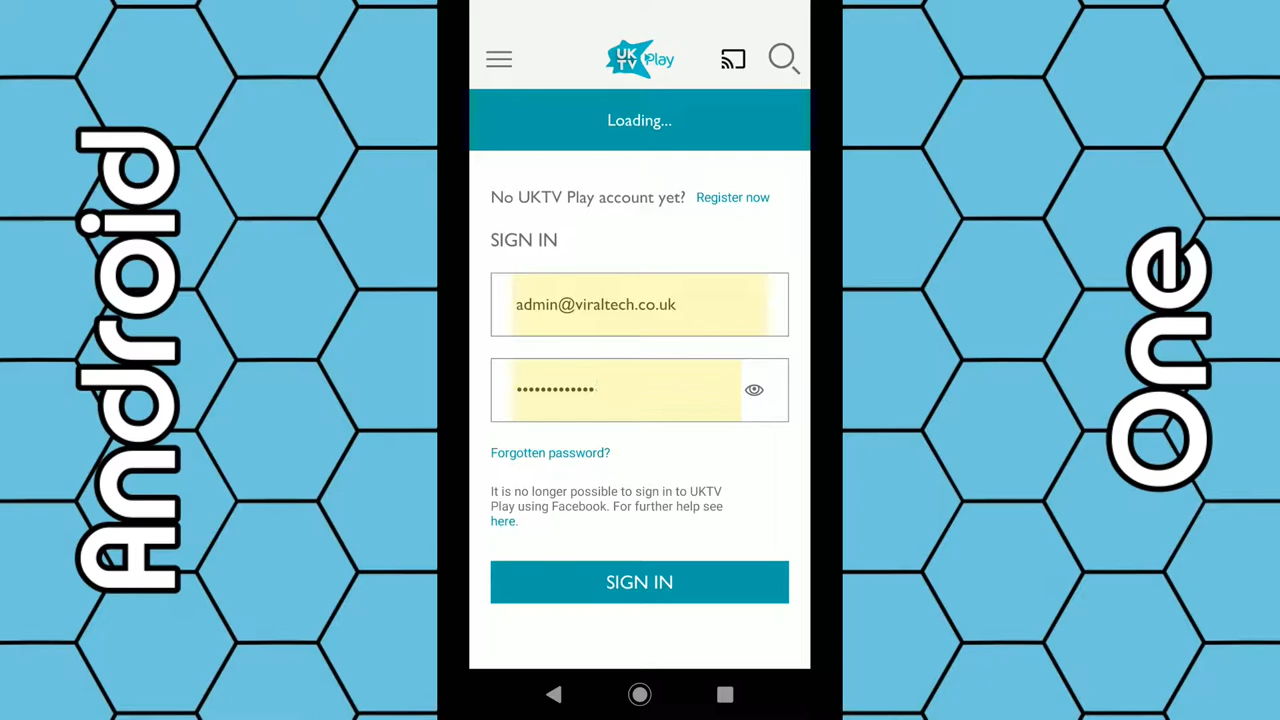 Android
UK
TV
Play
Loading...
No UKTV Play account yet? Register now
SIGN IN
admin@viraltech.co.uk
•••••••••••••
Forgotten password?
It is no longer possible to sign in to UKTV
Play using Facebook. For further help see
here.
SIGN IN
One